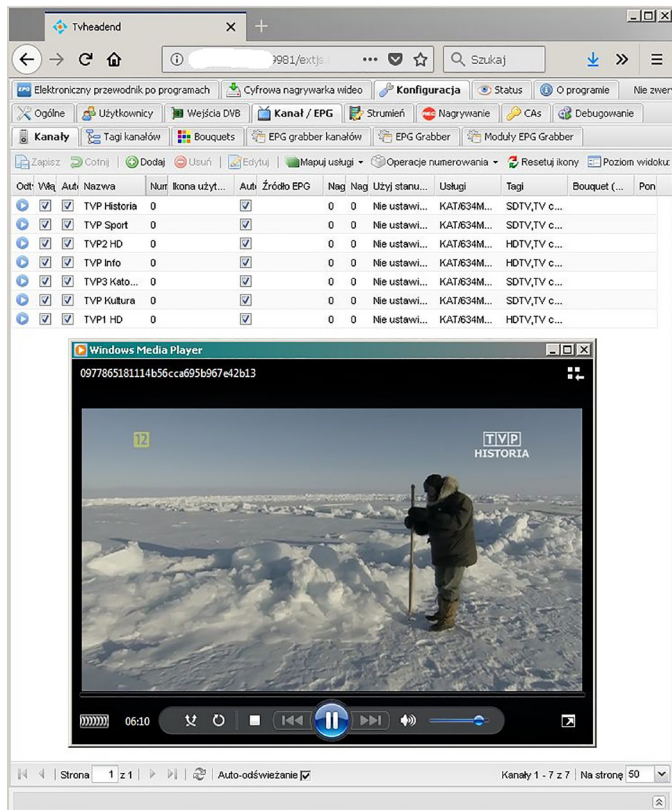 Tvheadend
9981/extjs
Szukaj
EPG Elektroniczny przewodnik po programach Cyfrowa nagrywarka wideo Konfiguracja Status O programie Nie zwery
Ogólne Użytkownicy Wejścia DVB Kanał / EPG Strumień Nagrywanie CAs Debugowanie
Kanały Tagi kanałów Bouquets EPG grabber kanałów EPG Grabber Moduły EPG Grabber
Zapisz Cofnij Dodaj Usuń Edytuj Mapuj usługi Operacje numerowania Resetuj ikony Poziom widoku:
Odt Włą Auto Nazwa Num Ikona użyt... Auto Źródło EPG Nag Nag Użyj stanu... Usługi Tagi Bouquet (... Pon
TVP Historia 0 0 0 Nie ustawi... KAT/634M... SDTV,TV c...
TVP Sport 0 0 0 Nie ustawi... KAT/634M... SDTV,TV c...
TVP2 HD 0 0 0 Nie ustawi... KAT/634M... HDTV,TV c...
TVP Info 0 0 0 Nie ustawi... KAT/634M... HDTV,TV c...
TVP3 Kato... 0 0 0 Nie ustawi... KAT/634M... SDTV,TV c...
TVP Kultura 0 0 0 Nie ustawi... KAT/634M... SDTV,TV c...
TVP1 HD 0 0 0 Nie ustawi... KAT/634M... HDTV,TV c...
Windows Media Player
0977865181114b56cca695b967e42b13
12
TVP
HISTORIA
06:10
Strona 1 z 1 Auto-odświeżanie Kanały 1 - 7 z 7 Na stronę 50